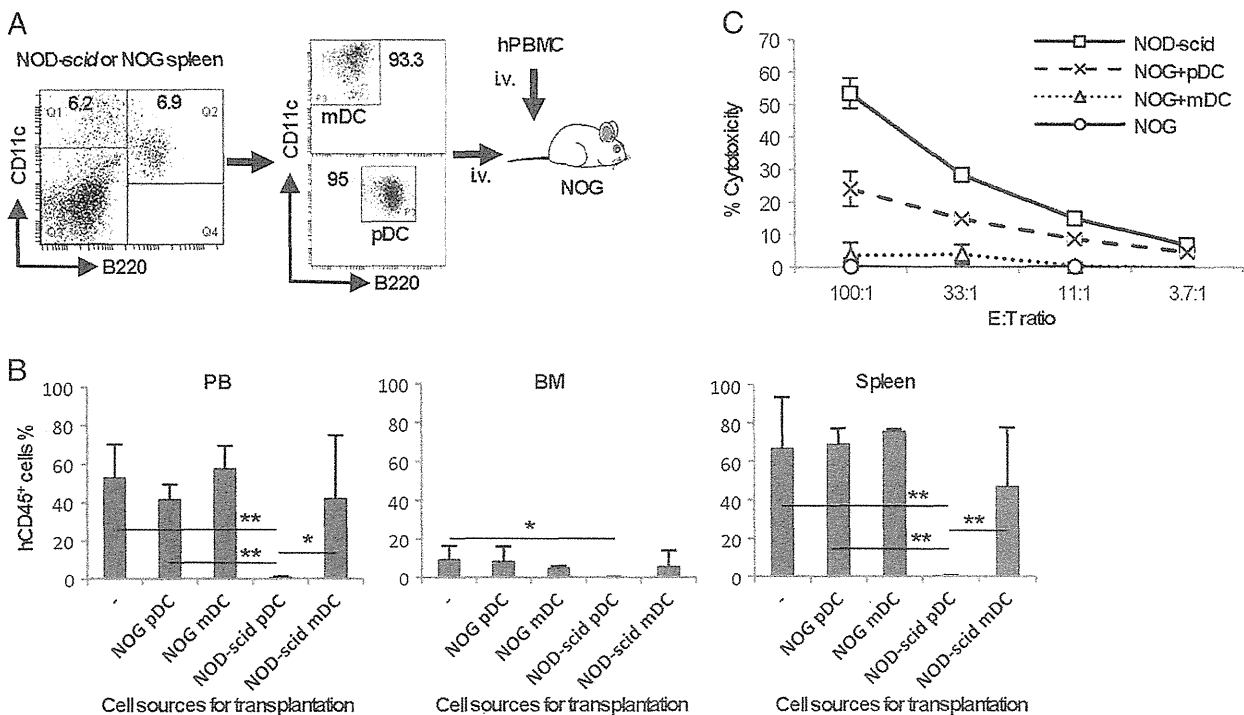 A
NOD-scid or NOG spleen
6.2
6.9
Q1
Q2
Q4
CD11c
B220
93.3
mDC
95
pDC
CD11c
B220
i.v.
hPBMC
i.v.
NOG
C
% Cytotoxicity
70
60
50
40
30
20
10
0
100:1
33:1
11:1
3.7:1
E:T ratio
NOD-scid
NOG+pDC
NOG+mDC
NOG
B
PB
hCD45+ cells %
100
80
60
40
20
0
**
**
*
-
NOG pDC
NOG mDC
NOD-scid pDC
NOD-scid mDC
Cell sources for transplantation
BM
100
80
60
40
20
0
*
-
NOG pDC
NOG mDC
NOD-scid pDC
NOD-scid mDC
Cell sources for transplantation
Spleen
100
80
60
40
20
0
**
**
**
-
NOG pDC
NOG mDC
NOD-scid pDC
NOD-scid mDC
Cell sources for transplantation